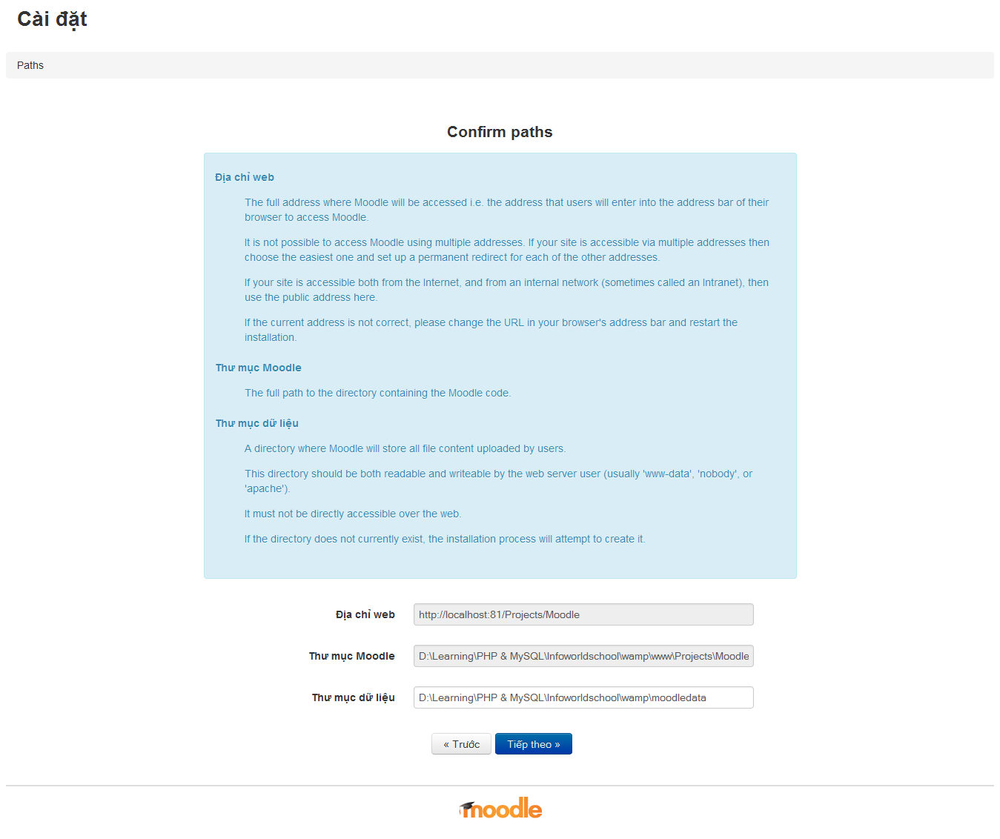 Cài đặt
Paths
Confirm paths
Địa chỉ web
The full address where Moodle will be accessed i.e. the address that users will enter into the address bar of their
browser to access Moodle.
It is not possible to access Moodle using multiple addresses. If your site is accessible via multiple addresses then
choose the easiest one and set up a permanent redirect for each of the other addresses.
If your site is accessible both from the Internet, and from an internal network (sometimes called an Intranet), then
use the public address here.
If the current address is not correct, please change the URL in your browser's address bar and restart the
installation.
Thư mục Moodle
The full path to the directory containing the Moodle code.
Thư mục dữ liệu
A directory where Moodle will store all file content uploaded by users.
This directory should be both readable and writeable by the web server user (usually 'www-data', 'nobody', or
'apache').
It must not be directly accessible over the web.
If the directory does not currently exist, the installation process will attempt to create it.
Địa chỉ web http://localhost:81/Projects/Moodle
Thư mục Moodle D:\Learning\PHP & MySQL\Infoworldschool\wamp\www\Projects\Moodle
Thư mục dữ liệu D:\Learning\PHP & MySQL\Infoworldschool\wamp\moodledata
« Trước Tiếp theo »
moodle